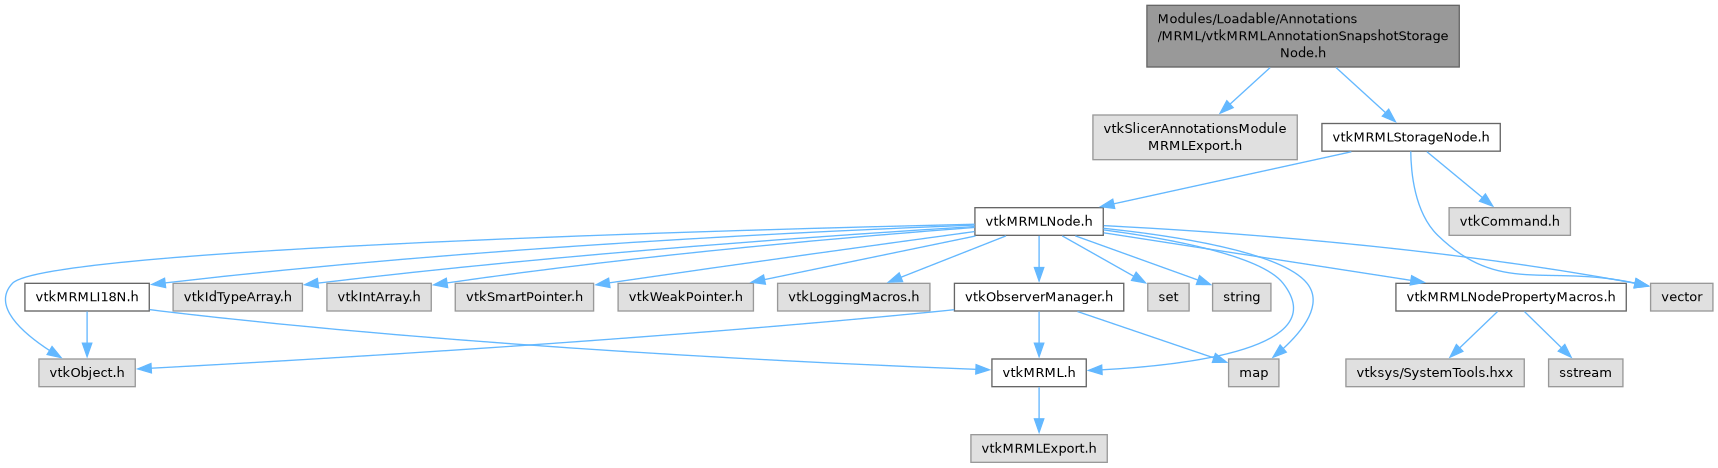 Modules/Loadable/Annotations
/MRML/vtkMRMLAnnotationSnapshotStorage
Node.h
vtkSlicerAnnotationsModule
MRMLExport.h
vtkMRMLStorageNode.h
vtkMRMLNode.h
vtkCommand.h
vtkMRMLI18N.h
vtkIdTypeArray.h
vtkIntArray.h
vtkSmartPointer.h
vtkWeakPointer.h
vtkLoggingMacros.h
vtkObserverManager.h
set
string
vtkMRMLNodePropertyMacros.h
vector
vtkObject.h
vtkMRML.h
map
vtksys/SystemTools.hxx
sstream
vtkMRMLExport.h